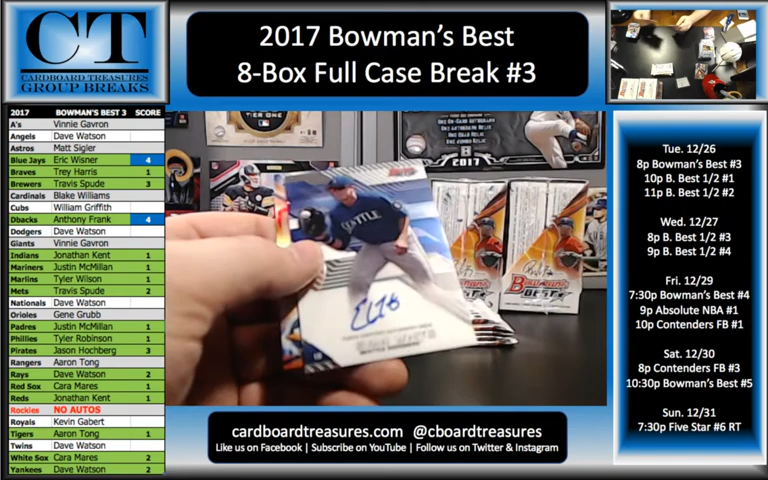 CT
CARDBOARD TREASURES
GROUP BREAKS
2017 Bowman's Best
8-Box Full Case Break #3
2017 BOWMAN'S BEST 3 SCORE
A's Vinnie Gavron
Angels Dave Watson
Astros Matt Sigler
Blue Jays Eric Wisner 4
Braves Trey Harris 1
Brewers Travis Spude 3
Cardinals Blake Williams
Cubs William Griffith
Dbacks Anthony Frank 4
Dodgers Dave Watson
Giants Vinnie Gavron
Indians Jonathan Kent 1
Mariners Justin McMillan 1
Marlins Tyler Wilson 1
Mets Travis Spude 2
Nationals Dave Watson
Orioles Gene Grubb
Padres Justin McMillan 1
Phillies Tyler Robinson 1
Pirates Jason Hochberg 3
Rangers Aaron Tong
Rays Dave Watson 2
Red Sox Cara Mares 1
Reds Jonathan Kent 1
Rockies NO AUTOS
Royals Kevin Gabert
Tigers Aaron Tong 1
Twins Dave Watson
White Sox Cara Mares 2
Yankees Dave Watson 2
TIER ONE
2017
SEATTLE
BOWMAN'S
BEST
Tue. 12/26
8p Bowman's Best #3
10p B. Best 1/2 #1
11p B. Best 1/2 #2
Wed. 12/27
8p B. Best 1/2 #3
9p B. Best 1/2 #4
Fri. 12/29
7:30p Bowman's Best #4
9p Absolute NBA #1
10p Contenders FB #1
Sat. 12/30
8p Contenders FB #3
10:30p Bowman's Best #5
Sun. 12/31
7:30p Five Star #6 RT
cardboardtreasures.com @cboardtreasures
Like us on Facebook | Subscribe on YouTube | Follow us on Twitter & Instagram